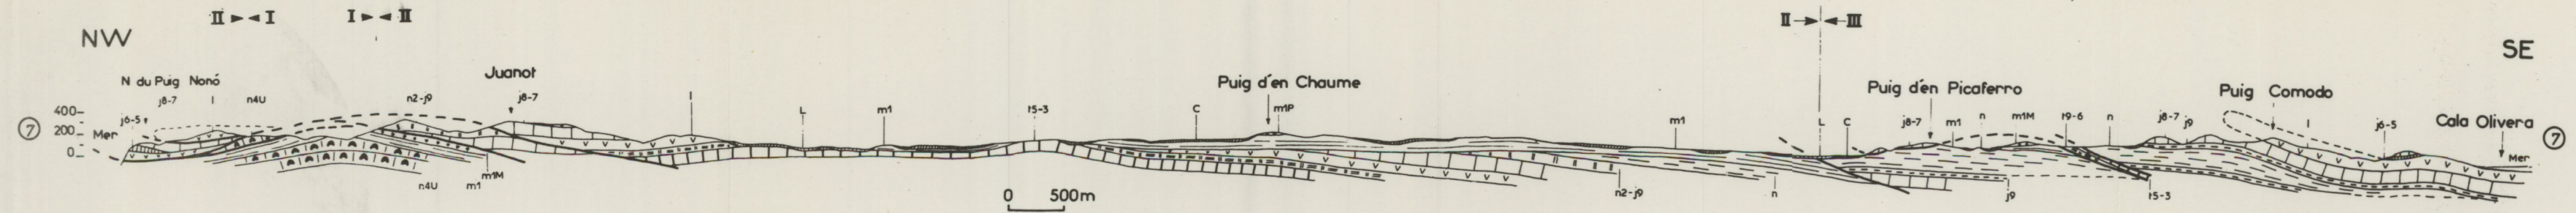 II ▸◂ I I ▸◂ II II → ← III
NW SE
N du Puig Nonó Juanot Puig d'en Chaume Puig d'en Picaferro Puig Comodo
j8-7 l n4U n2-j9 j8-7 l L m1 t5-3 C m1P m1 L C j8-7 m1 n m1M t9-6 n j8-7 j9 l j6-5 Cala Olivera
400
j6-5
7 200 Mer Mer 7
0
n4U m1 m1M n2-j9 n j9 t5-3
0 500m